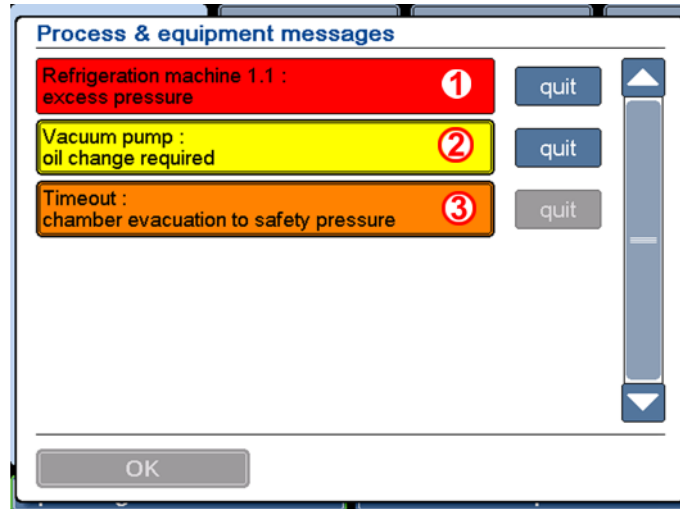 Process & equipment messages
Refrigeration machine 1.1 :
excess pressure
1
quit
Vacuum pump :
oil change required
2
quit
Timeout :
chamber evacuation to safety pressure
3
quit
OK